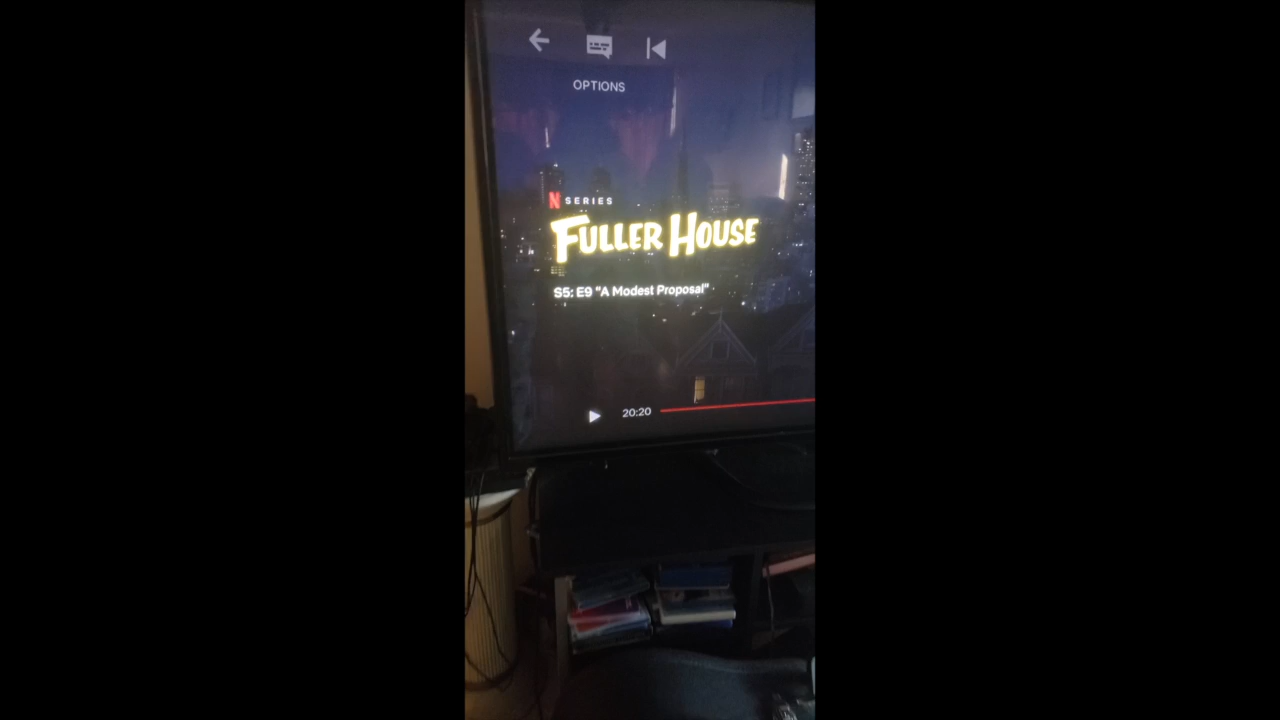 OPTIONS
N SERIES
FULLER HOUSE
S5: E9 "A Modest Proposal"
20:20